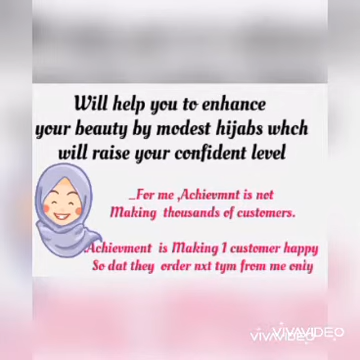 Will help you to enhance
your beauty by modest hijabs whch
will raise your confident level
_For me ,Achievmnt is not
Making thousands of customers.
Achievment is Making 1 customer happy
So dat they order nxt tym from me only
VIVAVIDEO
VIVAVIDEO